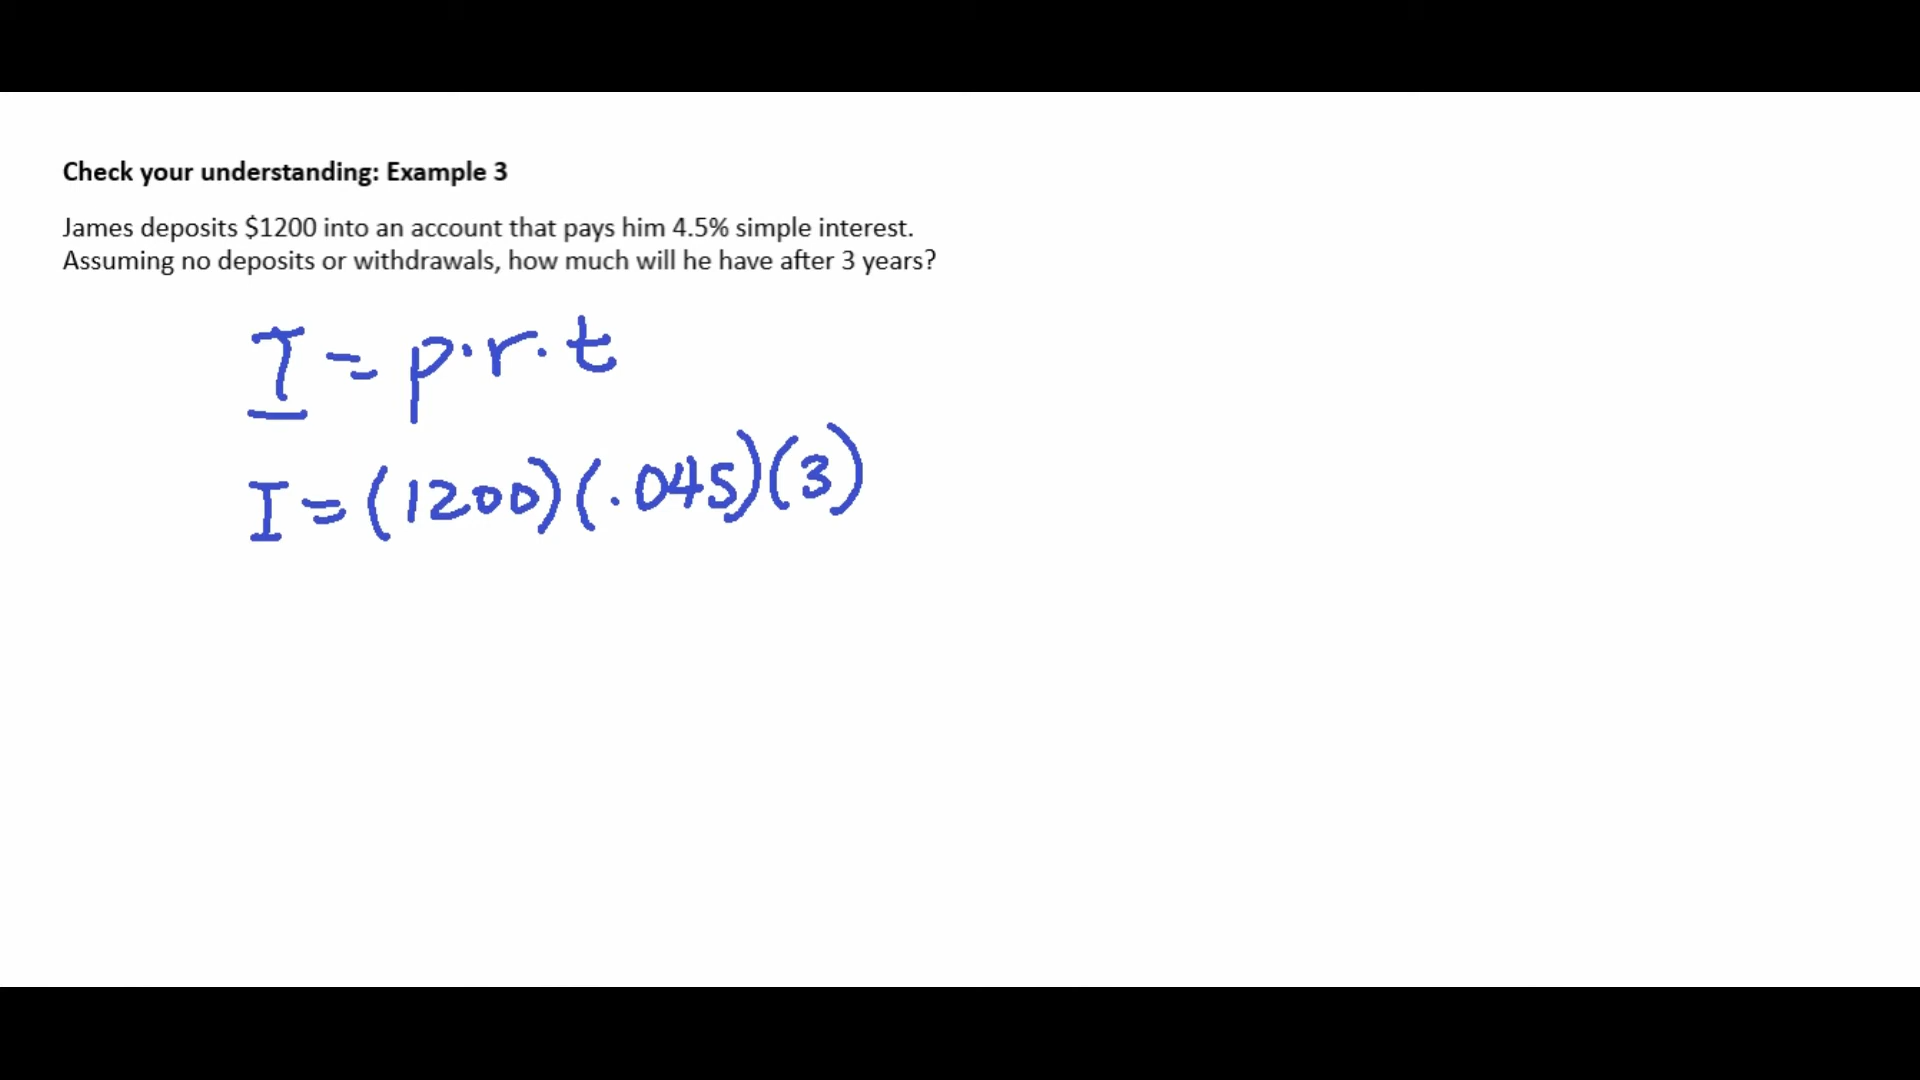 Check your understanding: Example 3
James deposits $1200 into an account that pays him 4.5% simple interest.
Assuming no deposits or withdrawals, how much will he have after 3 years?
I = p·r·t
I = (1200)(.045)(3)